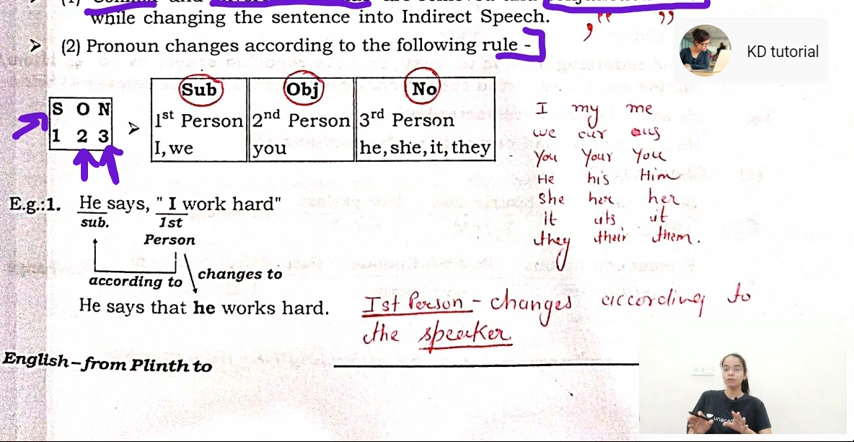 while changing the sentence into Indirect Speech.
➤ (2) Pronoun changes according to the following rule -
KD tutorial
S O N
1 2 3
➤
Sub Obj No
1st Person 2nd Person 3rd Person
I, we you he, she, it, they
I my me
we our
You Your You
He his Him
She her her
It its it
they their them.
E.g.:1. He says, " I work hard"
sub. 1st
Person
according to changes to
He says that he works hard.
Ist Person - changes according to
the speaker
English – from Plinth to